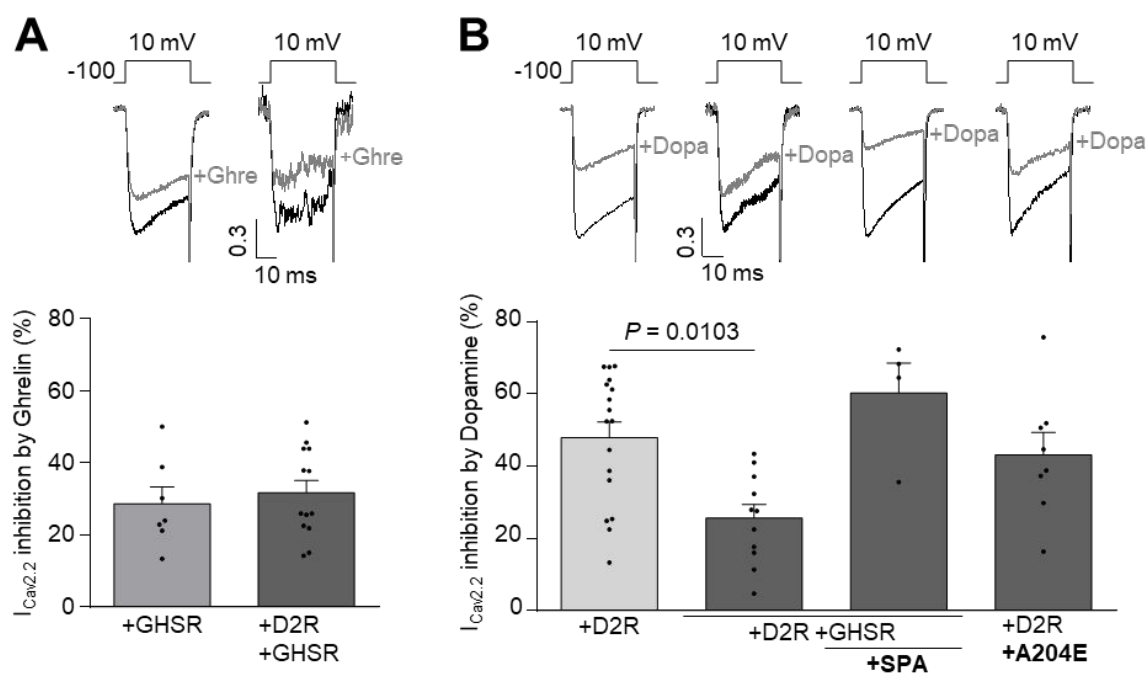 A
10 mV
10 mV
-100
+Ghre
+Ghre
0.3
10 ms
I_Cav2.2 inhibition by Ghrelin (%)
80
60
40
20
0
+GHSR
+D2R
+GHSR
B
10 mV
10 mV
10 mV
10 mV
-100
+Dopa
+Dopa
+Dopa
+Dopa
0.3
10 ms
I_Cav2.2 inhibition by Dopamine (%)
80
60
40
20
0
P = 0.0103
+D2R
+D2R +GHSR
+SPA
+D2R
+A204E